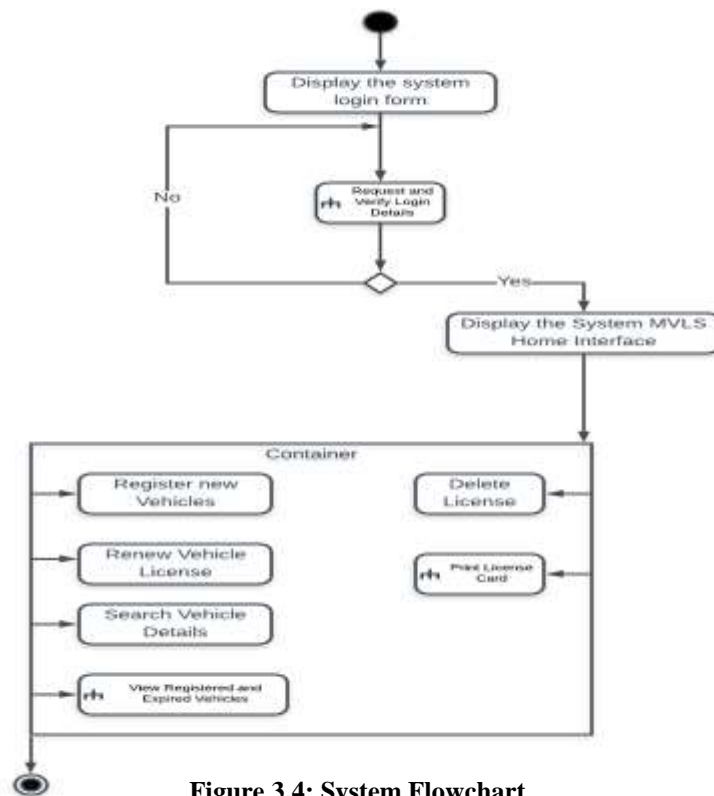 Display the system
login form
No
Request and
Verify Login
Details
Yes
Display the System MVLS
Home Interface
Container
Register new
Vehicles
Delete
License
Renew Vehicle
License
Print License
Card
Search Vehicle
Details
View Registered and
Expired Vehicles
Figure 3.4: System Flowchart